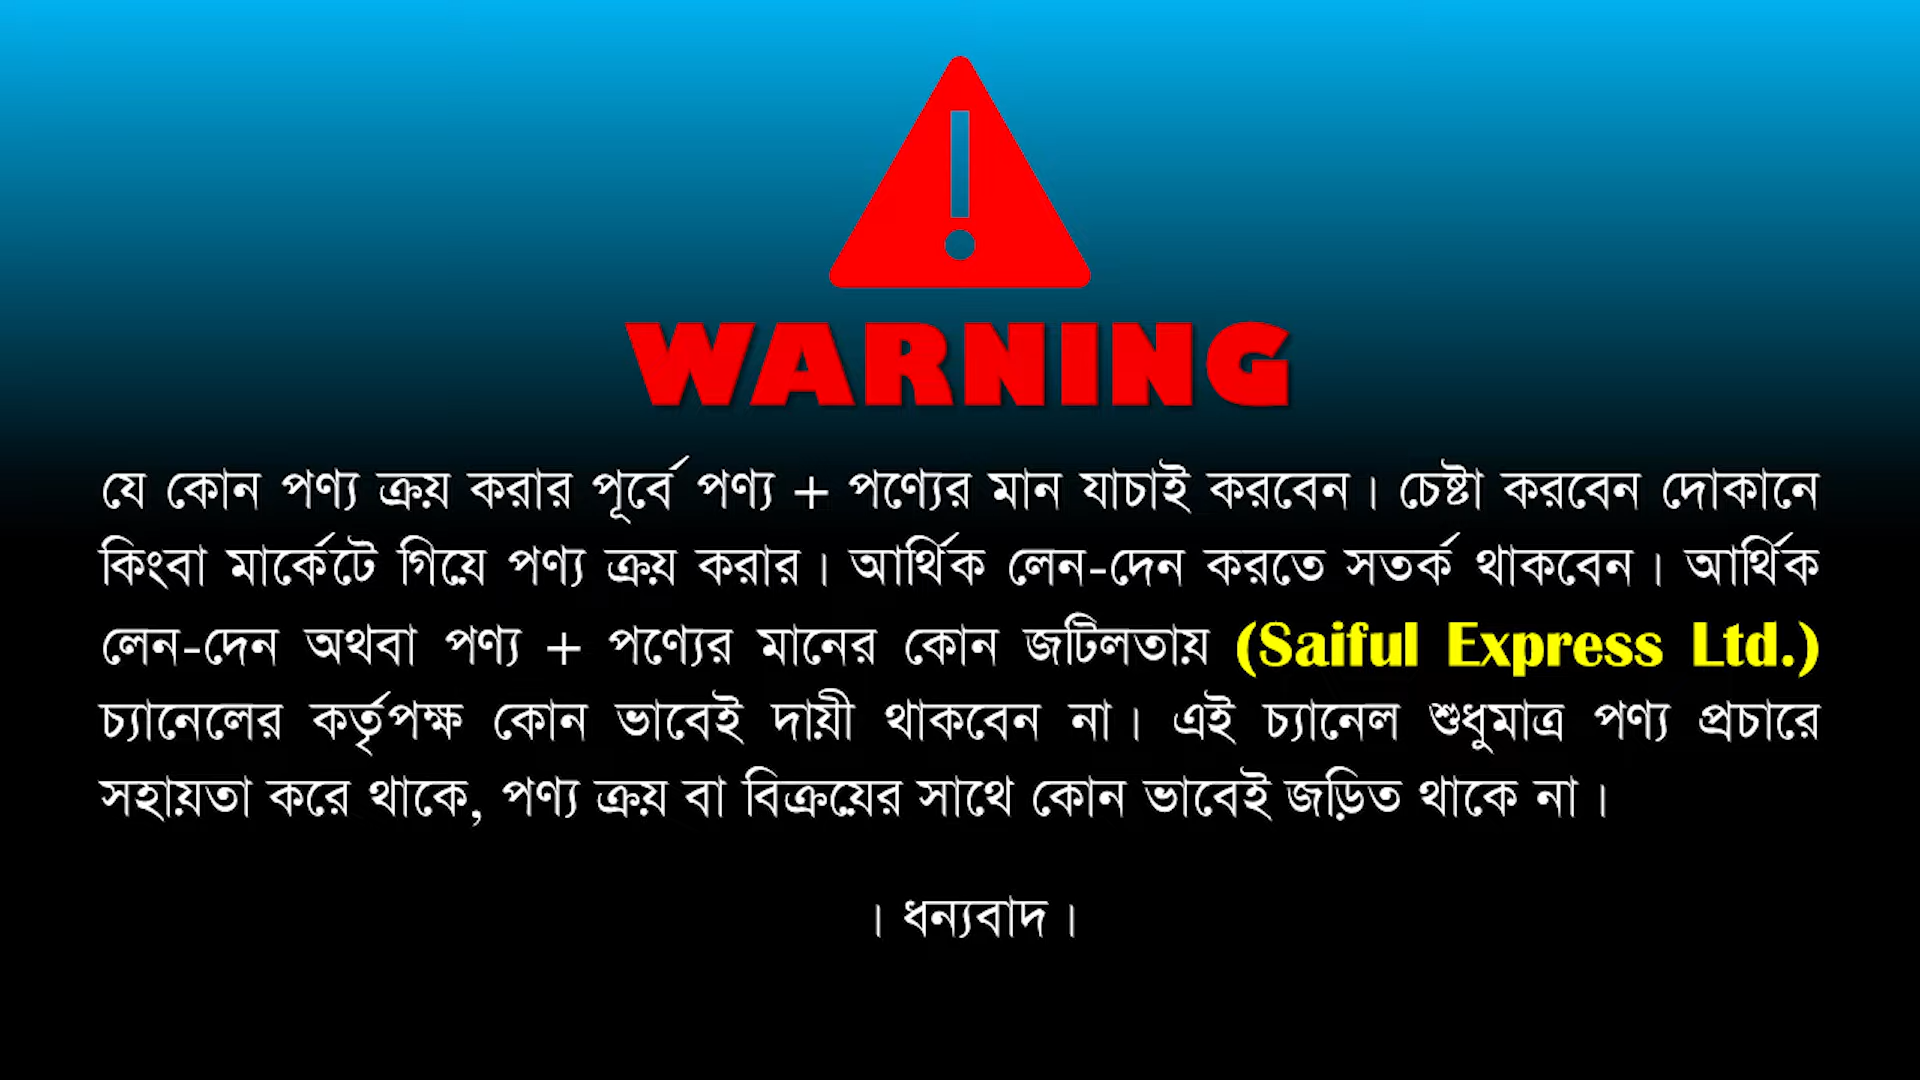 WARNING
যে কোন পণ্য ক্রয় করার পূর্বে পণ্য + পণ্যের মান যাচাই করবেন। চেষ্টা করবেন দোকানে
কিংবা মার্কেটে গিয়ে পণ্য ক্রয় করার। আর্থিক লেন-দেন করতে সতর্ক থাকবেন। আর্থিক
লেন-দেন অথবা পণ্য + পণ্যের মানের কোন জটিলতায় (Saiful Express Ltd.)
চ্যানেলের কর্তৃপক্ষ কোন ভাবেই দায়ী থাকবেন না। এই চ্যানেল শুধুমাত্র পণ্য প্রচারে
সহায়তা করে থাকে, পণ্য ক্রয় বা বিক্রয়ের সাথে কোন ভাবেই জড়িত থাকে না।
। ধন্যবাদ।